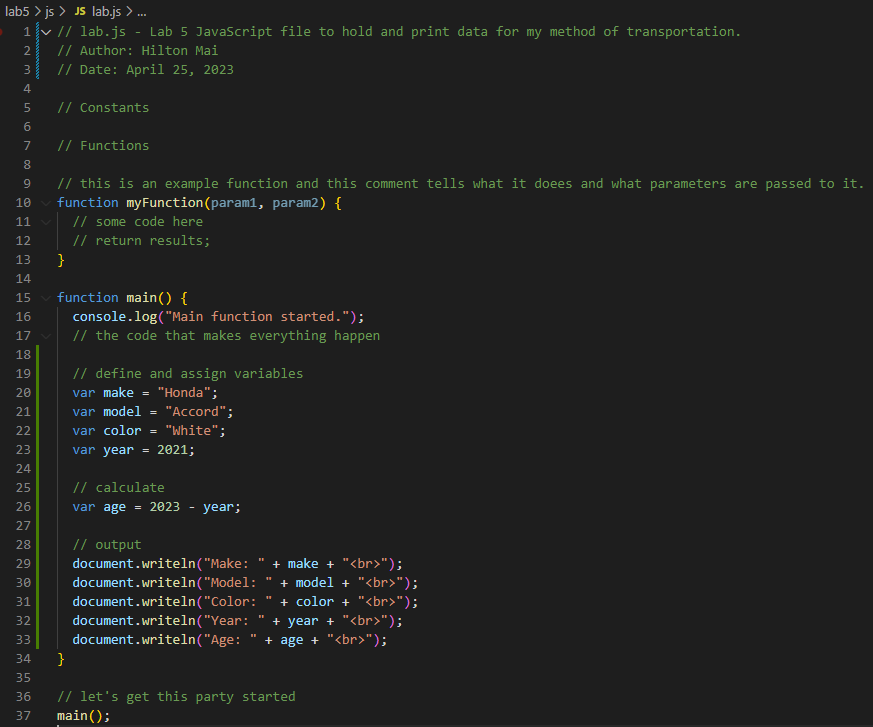 lab5 > js > JS lab.js > ...
1 // lab.js - Lab 5 JavaScript file to hold and print data for my method of transportation.
2 // Author: Hilton Mai
3 // Date: April 25, 2023
4
5 // Constants
6
7 // Functions
8
9 // this is an example function and this comment tells what it doees and what parameters are passed to it.
10 function myFunction(param1, param2) {
11   // some code here
12   // return results;
13 }
14
15 function main() {
16   console.log("Main function started.");
17   // the code that makes everything happen
18
19   // define and assign variables
20   var make = "Honda";
21   var model = "Accord";
22   var color = "White";
23   var year = 2021;
24
25   // calculate
26   var age = 2023 - year;
27
28   // output
29   document.writeln("Make: " + make + "<br>");
30   document.writeln("Model: " + model + "<br>");
31   document.writeln("Color: " + color + "<br>");
32   document.writeln("Year: " + year + "<br>");
33   document.writeln("Age: " + age + "<br>");
34 }
35
36 // let's get this party started
37 main();